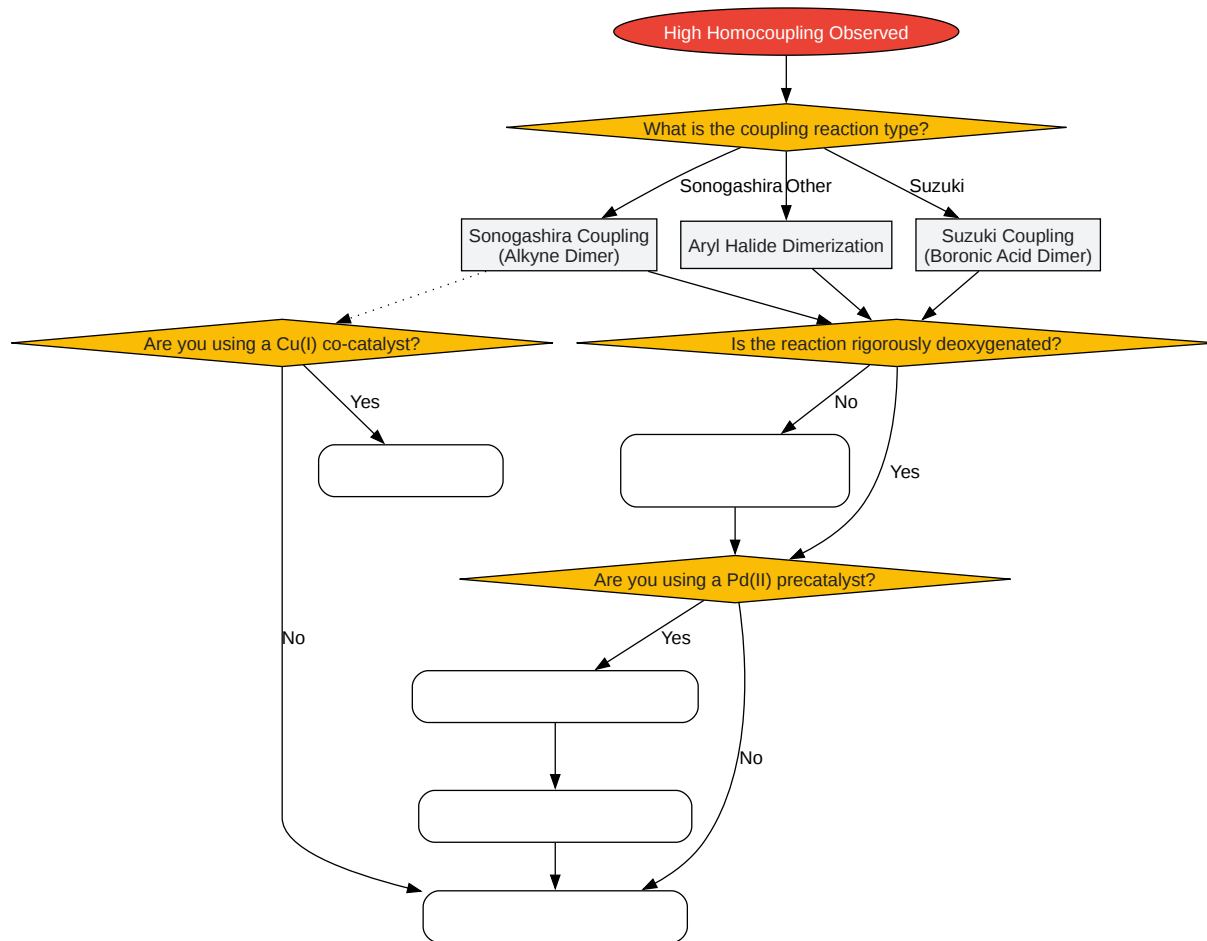 High Homocoupling Observed
What is the coupling reaction type?
Sonogashira
Other
Suzuki
Sonogashira Coupling
(Alkyne Dimer)
Aryl Halide Dimerization
Suzuki Coupling
(Boronic Acid Dimer)
Are you using a Cu(I) co-catalyst?
Is the reaction rigorously deoxygenated?
Yes
No
Yes
Are you using a Pd(II) precatalyst?
No
Yes
No